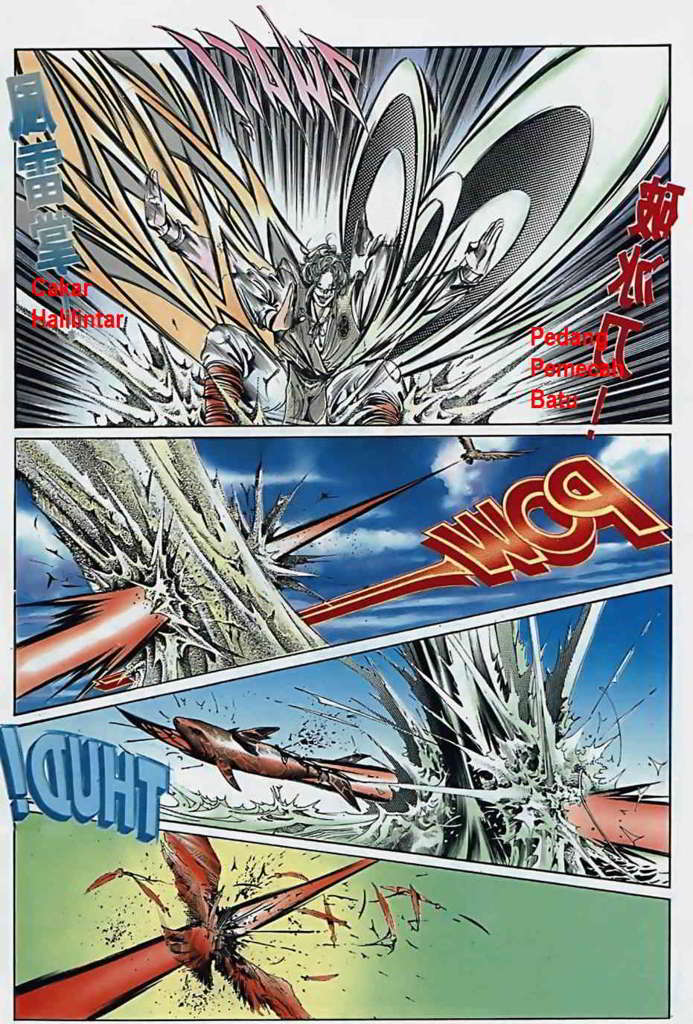 風雷掌
Cakar
Halilintar
Pedang
Pemecah
Batu
POW
THUD!